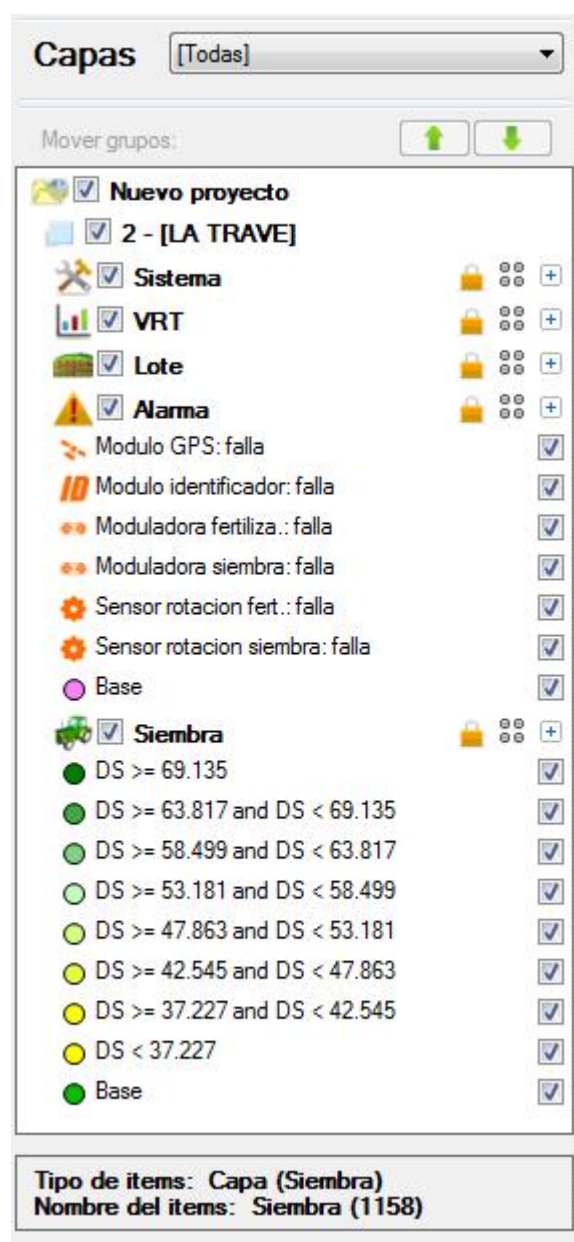 Capas [Todas]
Mover grupos:
Nuevo proyecto
2 - [LA TRAVE]
Sistema
VRT
Lote
Alarma
Modulo GPS: falla
Modulo identificador: falla
Moduladora fertiliza.: falla
Moduladora siembra: falla
Sensor rotacion fert.: falla
Sensor rotacion siembra: falla
Base
Siembra
DS >= 69.135
DS >= 63.817 and DS < 69.135
DS >= 58.499 and DS < 63.817
DS >= 53.181 and DS < 58.499
DS >= 47.863 and DS < 53.181
DS >= 42.545 and DS < 47.863
DS >= 37.227 and DS < 42.545
DS < 37.227
Base
Tipo de items: Capa (Siembra)
Nombre del items: Siembra (1158)